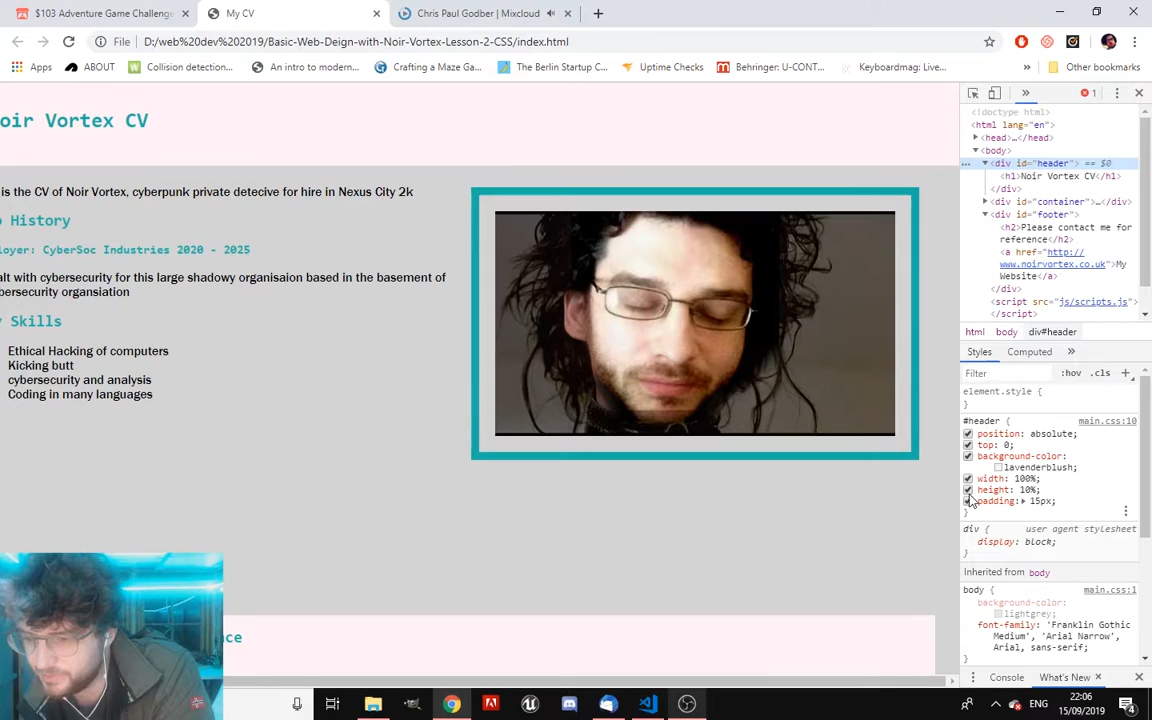 $103 Adventure Game Challenge
My CV
Chris Paul Godber | Mixcloud
File | D:/web%20dev%202019/Basic-Web-Deign-with-Noir-Vortex-Lesson-2-CSS/index.html
Apps
ABOUT
Collision detection...
An intro to modern...
Crafting a Maze Ga...
The Berlin Startup C...
Uptime Checks
Behringer: U-CONT...
Keyboardmag: Live...
»
Other bookmarks
oir Vortex CV
is the CV of Noir Vortex, cyberpunk private detecive for hire in Nexus City 2k
History
loyer: CyberSoc Industries 2020 - 2025
alt with cybersecurity for this large shadowy organisaion based in the basement of
bersecurity organsiation
Skills
Ethical Hacking of computers
Kicking butt
cybersecurity and analysis
Coding in many languages
nce
» 1
<!doctype html>
<html lang="en">
<head>…</head>
<body>
… <div id="header"> == $0
<h1>Noir Vortex CV</h1>
</div>
<div id="container">…</div>
<div id="footer">
<h2>Please contact me for
reference</h2>
<a href="http://
www.noirvortex.co.uk">My
Website</a>
</div>
<script src="js/scripts.js">
</script>
html body div#header
Styles Computed »
Filter :hov .cls +
element.style {
}
#header { main.css:10
position: absolute;
top: 0;
background-color:
lavenderblush;
width: 100%;
height: 10%;
padding: 15px;
}
div { user agent stylesheet
display: block;
}
Inherited from body
body { main.css:1
background-color:
lightgrey;
font-family: 'Franklin Gothic
Medium', 'Arial Narrow',
Arial, sans-serif;
}
Console What's New
ENG
22:06
15/09/2019
4